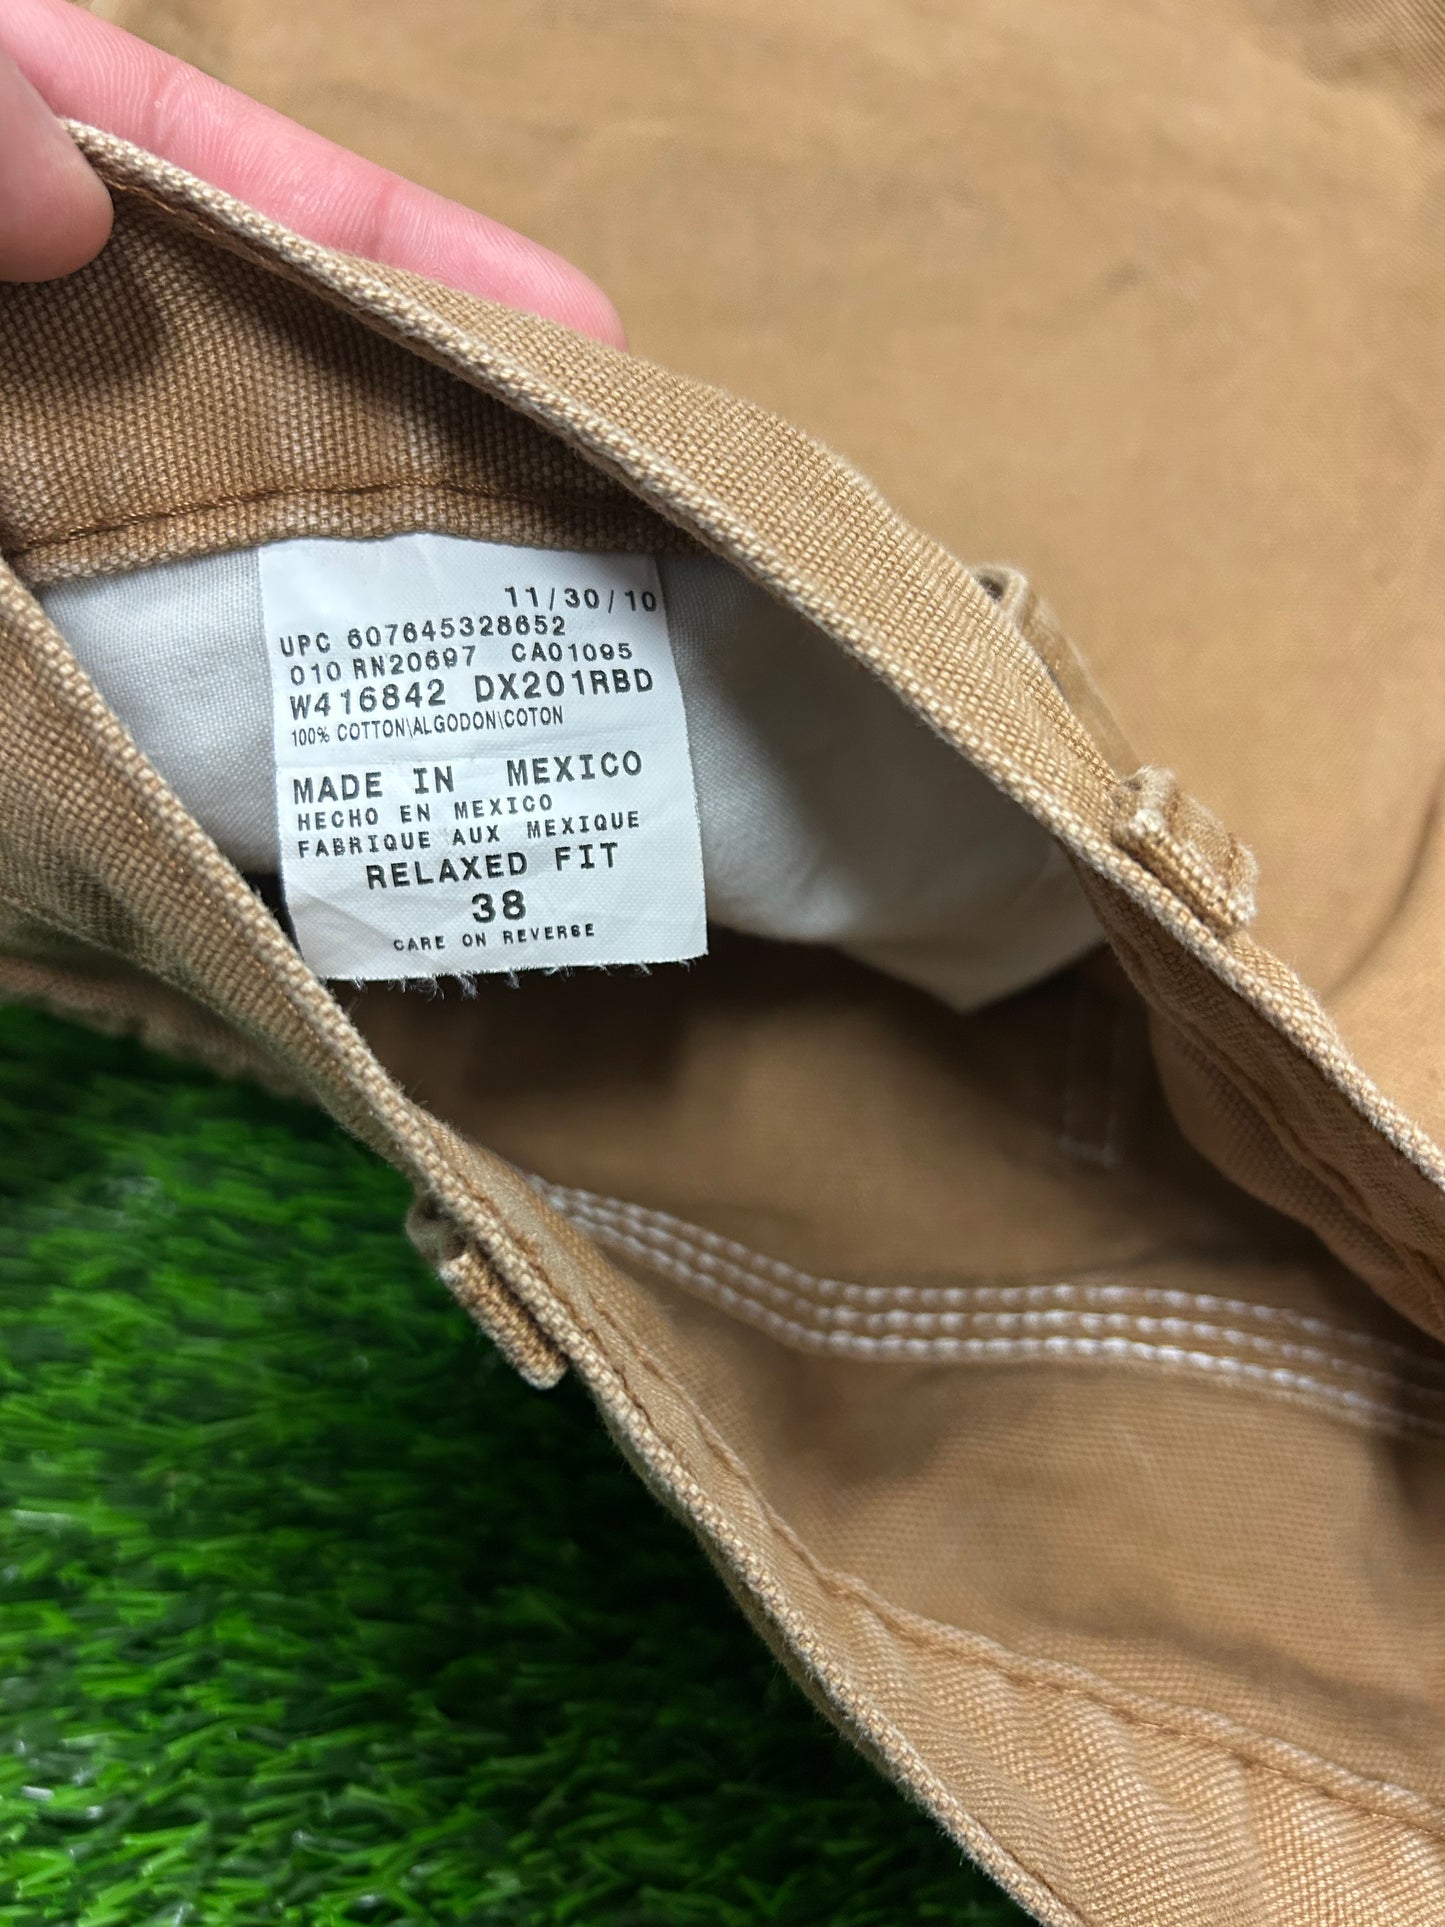 11/30/10
UPC 607645328652
010 RN20697 CA01095
W416842 DX201RBD
100% COTTON\ALGODON\COTON
MADE IN MEXICO
HECHO EN MEXICO
FABRIQUE AUX MEXIQUE
RELAXED FIT
38
CARE ON REVERSE